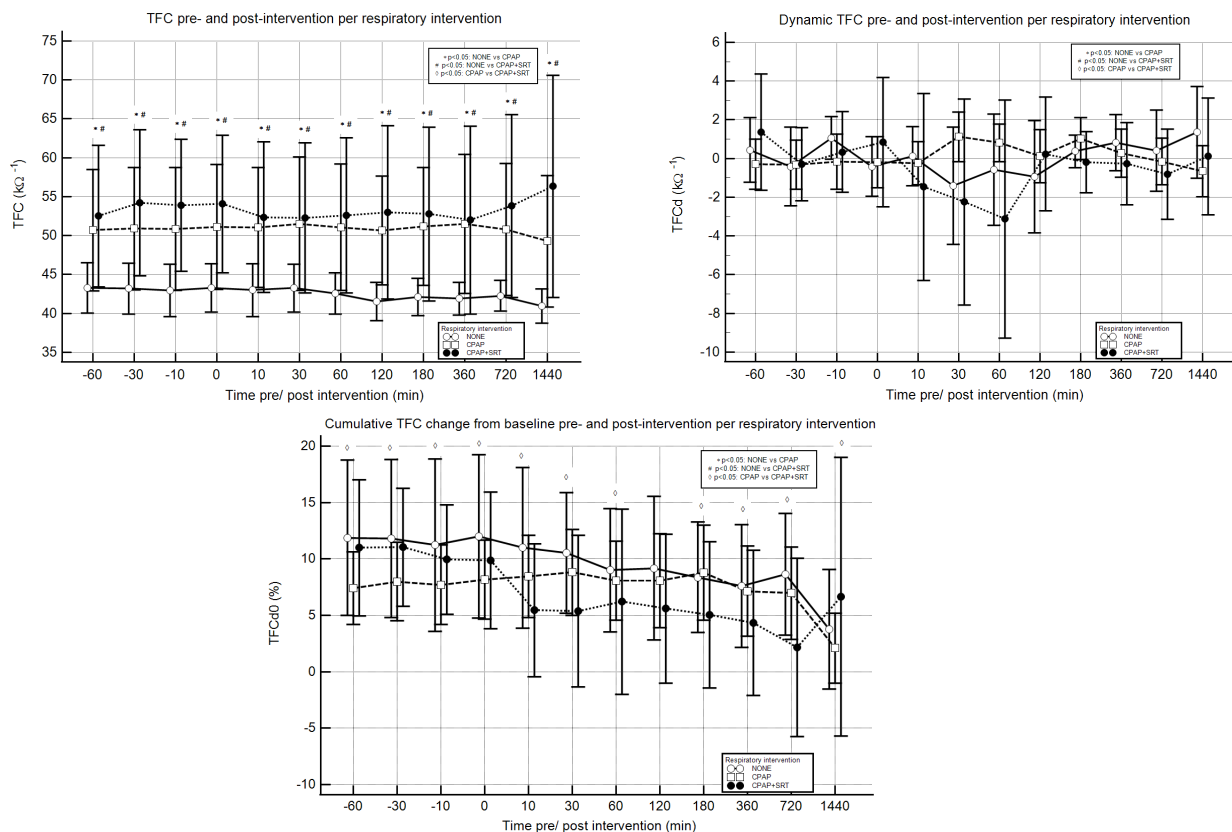 TFC pre- and post-intervention per respiratory intervention
75
70
65
60
55
50
45
40
35
TFC (kΩ ⁻¹)
* p<0.05: NONE vs CPAP
# p<0.05: NONE vs CPAP+SRT
◊ p<0.05: CPAP vs CPAP+SRT
* # * # * # * # * # * # * # * # * # * # * # * #
Respiratory intervention
NONE
CPAP
CPAP+SRT
-60 -30 -10 0 10 30 60 120 180 360 720 1440
Time pre/ post intervention (min)
Dynamic TFC pre- and post-intervention per respiratory intervention
6
4
2
0
-2
-4
-6
-8
-10
TFCd (kΩ ⁻¹)
* p<0.05: NONE vs CPAP
# p<0.05: NONE vs CPAP+SRT
◊ p<0.05: CPAP vs CPAP+SRT
Respiratory intervention
NONE
CPAP
CPAP+SRT
-60 -30 -10 0 10 30 60 120 180 360 720 1440
Time pre/ post intervention (min)
Cumulative TFC change from baseline pre- and post-intervention per respiratory intervention
20
15
10
5
0
-5
-10
TFCd0 (%)
* p<0.05: NONE vs CPAP
# p<0.05: NONE vs CPAP+SRT
◊ p<0.05: CPAP vs CPAP+SRT
◊ ◊ ◊ ◊ ◊ ◊ ◊ ◊ ◊ ◊ ◊
Respiratory intervention
NONE
CPAP
CPAP+SRT
-60 -30 -10 0 10 30 60 120 180 360 720 1440
Time pre/ post intervention (min)